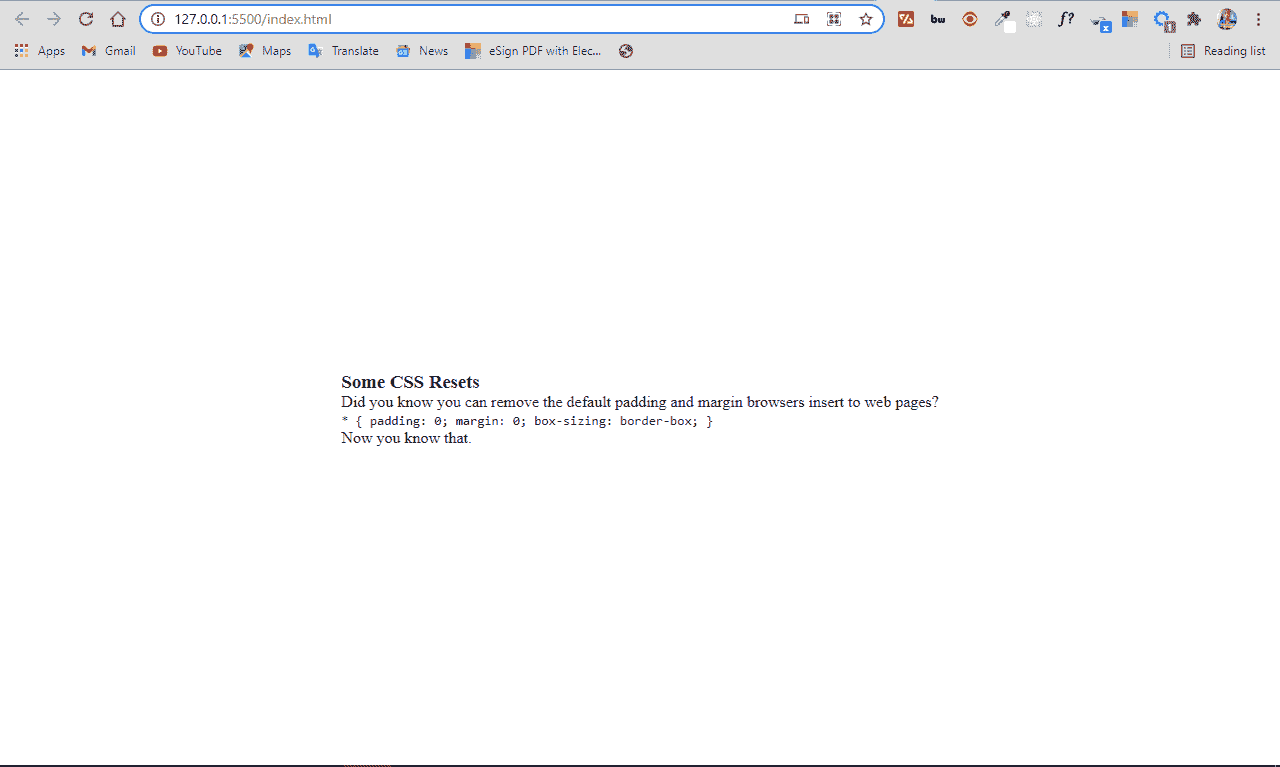 127.0.0.1:5500/index.html
bw
f?
x
Apps
Gmail
YouTube
Maps
Translate
News
eSign PDF with Elec...
Reading list
Some CSS Resets
Did you know you can remove the default padding and margin browsers insert to web pages?
* { padding: 0; margin: 0; box-sizing: border-box; }
Now you know that.